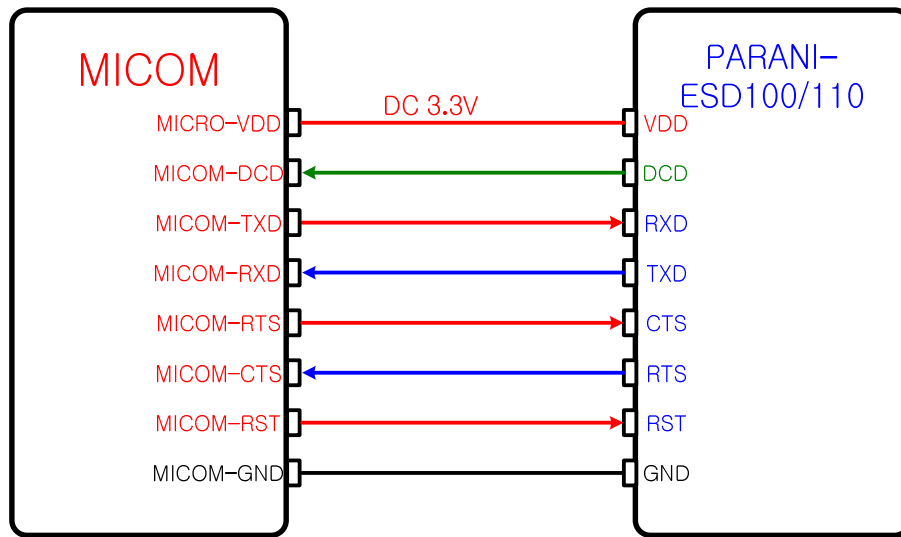 MICOM
PARANI-
ESD100/110
DC 3.3V
MICRO-VDD
VDD
MICOM-DCD
DCD
MICOM-TXD
RXD
MICOM-RXD
TXD
MICOM-RTS
CTS
MICOM-CTS
RTS
MICOM-RST
RST
MICOM-GND
GND